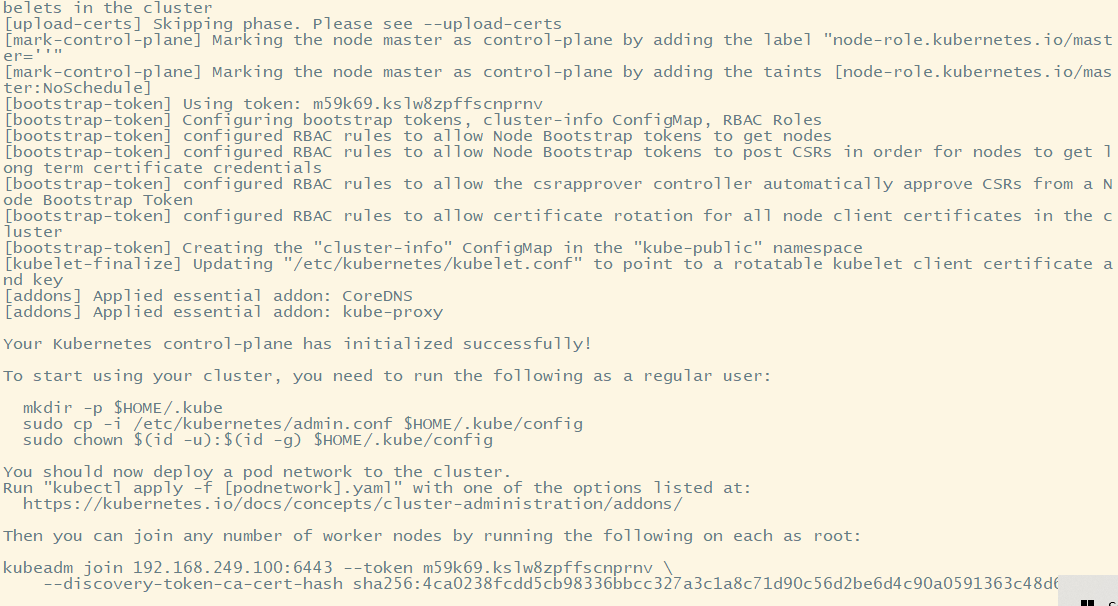 belets in the cluster
[upload-certs] Skipping phase. Please see --upload-certs
[mark-control-plane] Marking the node master as control-plane by adding the label "node-role.kubernetes.io/mast
er=''"
[mark-control-plane] Marking the node master as control-plane by adding the taints [node-role.kubernetes.io/mas
ter:NoSchedule]
[bootstrap-token] Using token: m59k69.kslw8zpffscnprnv
[bootstrap-token] Configuring bootstrap tokens, cluster-info ConfigMap, RBAC Roles
[bootstrap-token] configured RBAC rules to allow Node Bootstrap tokens to get nodes
[bootstrap-token] configured RBAC rules to allow Node Bootstrap tokens to post CSRs in order for nodes to get l
ong term certificate credentials
[bootstrap-token] configured RBAC rules to allow the csrapprover controller automatically approve CSRs from a N
ode Bootstrap Token
[bootstrap-token] configured RBAC rules to allow certificate rotation for all node client certificates in the c
luster
[bootstrap-token] Creating the "cluster-info" ConfigMap in the "kube-public" namespace
[kubelet-finalize] Updating "/etc/kubernetes/kubelet.conf" to point to a rotatable kubelet client certificate a
nd key
[addons] Applied essential addon: CoreDNS
[addons] Applied essential addon: kube-proxy
Your Kubernetes control-plane has initialized successfully!
To start using your cluster, you need to run the following as a regular user:
mkdir -p $HOME/.kube
sudo cp -i /etc/kubernetes/admin.conf $HOME/.kube/config
sudo chown $(id -u):$(id -g) $HOME/.kube/config
You should now deploy a pod network to the cluster.
Run "kubectl apply -f [podnetwork].yaml" with one of the options listed at:
https://kubernetes.io/docs/concepts/cluster-administration/addons/
Then you can join any number of worker nodes by running the following on each as root:
kubeadm join 192.168.249.100:6443 --token m59k69.kslw8zpffscnprnv \
--discovery-token-ca-cert-hash sha256:4ca0238fcdd5cb98336bbcc327a3c1a8c71d90c56d2be6d4c90a0591363c48d6